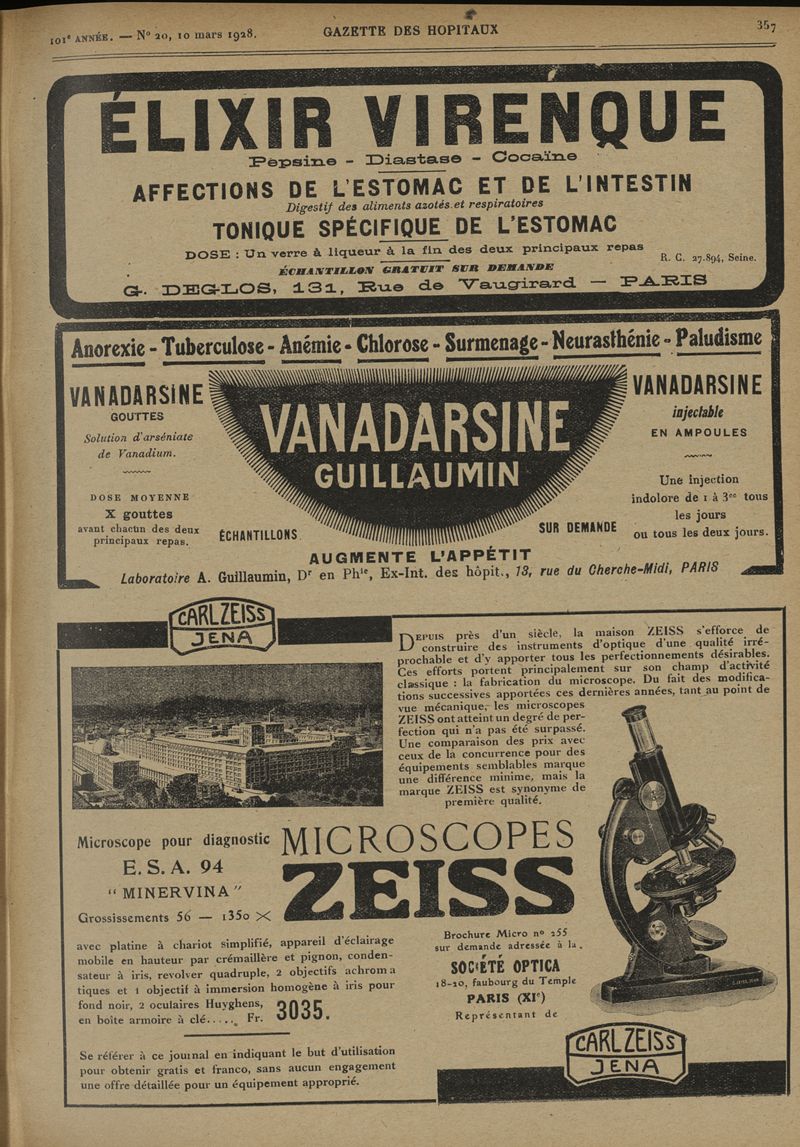 101e ANNÉE. — No 20, 10 mars 1928.
GAZETTE DES HOPITAUX
357
ÉLIXIR VIRENQUE
Pepsine - Diastase - Cocaïne
AFFECTIONS DE L'ESTOMAC ET DE L'INTESTIN
Digestif des aliments azotés et respiratoires
TONIQUE SPÉCIFIQUE DE L'ESTOMAC
DOSE : Un verre à liqueur à la fin des deux principaux repas
R. C. 27.894, Seine.
ÉCHANTILLON GRATUIT SUR DEMANDE
G. DEGLOS, 131, Rue de Vaugirard — PARIS
Anorexie - Tuberculose - Anémie - Chlorose - Surmenage - Neurasthénie - Paludisme
VANADARSINE
GOUTTES
Solution d'arséniate
de Vanadium.
DOSE MOYENNE
X gouttes
avant chacun des deux
principaux repas.
VANADARSINE
GUILLAUMIN
ÉCHANTILLONS
SUR DEMANDE
VANADARSINE
injectable
EN AMPOULES
Une injection
indolore de 1 à 3cc tous
les jours
ou tous les deux jours.
AUGMENTE L'APPÉTIT
Laboratoire A. Guillaumin, Dr en Phie, Ex-Int. des hôpit., 13, rue du Cherche-Midi, PARIS
CARL ZEISS
JENA
DEPUIS près d'un siècle, la maison ZEISS s'efforce de
construire des instruments d'optique d'une qualité irré-
prochable et d'y apporter tous les perfectionnements désirables.
Ces efforts portent principalement sur son champ d'activité
classique : la fabrication du microscope. Du fait des modifica-
tions successives apportées ces dernières années, tant au point de
vue mécanique, les microscopes
ZEISS ont atteint un degré de per-
fection qui n'a pas été surpassé.
Une comparaison des prix avec
ceux de la concurrence pour des
équipements semblables marque
une différence minime, mais la
marque ZEISS est synonyme de
première qualité.
Microscope pour diagnostic
E. S. A. 94
"MINERVINA"
Grossissements 56 — 1350 X
MICROSCOPES
ZEISS
avec platine à chariot simplifié, appareil d'éclairage
mobile en hauteur par crémaillère et pignon, conden-
sateur à iris, revolver quadruple, 2 objectifs achroma
tiques et 1 objectif à immersion homogène à iris pour
fond noir, 2 oculaires Huyghens,
en boîte armoire à clé...... Fr. 3035.
Se référer à ce journal en indiquant le but d'utilisation
pour obtenir gratis et franco, sans aucun engagement
une offre détaillée pour un équipement approprié.
Brochure Micro no 255
sur demande adressée à la.
SOCIÉTÉ OPTICA
18-20, faubourg du Temple
PARIS (XIe)
Représentant de
CARL ZEISS
JENA